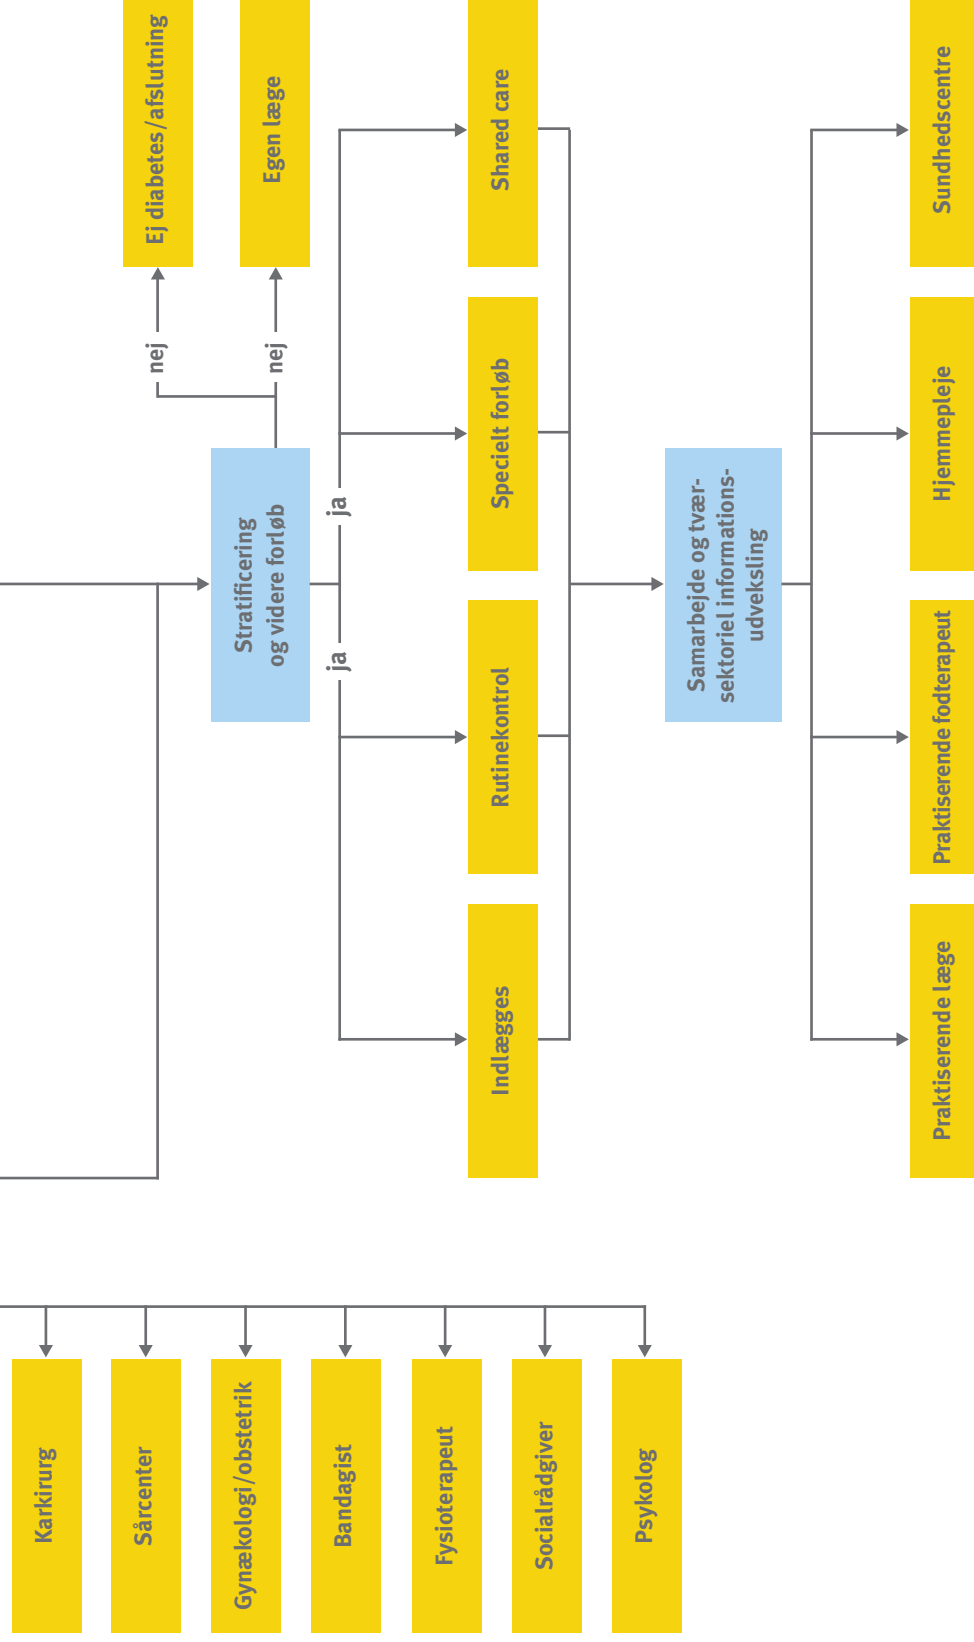 Karkirurg
Sårcenter
Gynækologi/obstetrik
Bandagist
Fysioterapeut
Socialrådgiver
Psykolog
Ej diabetes/afslutning
nej
Egen læge
nej
Stratificering
og videre forløb
ja
ja
Indlægges
Rutinekontrol
Specielt forløb
Shared care
Samarbejde og tvær-
sektoriel informations-
udveksling
Praktiserende læge
Praktiserende fodterapeut
Hjemmepleje
Sundhedscentre